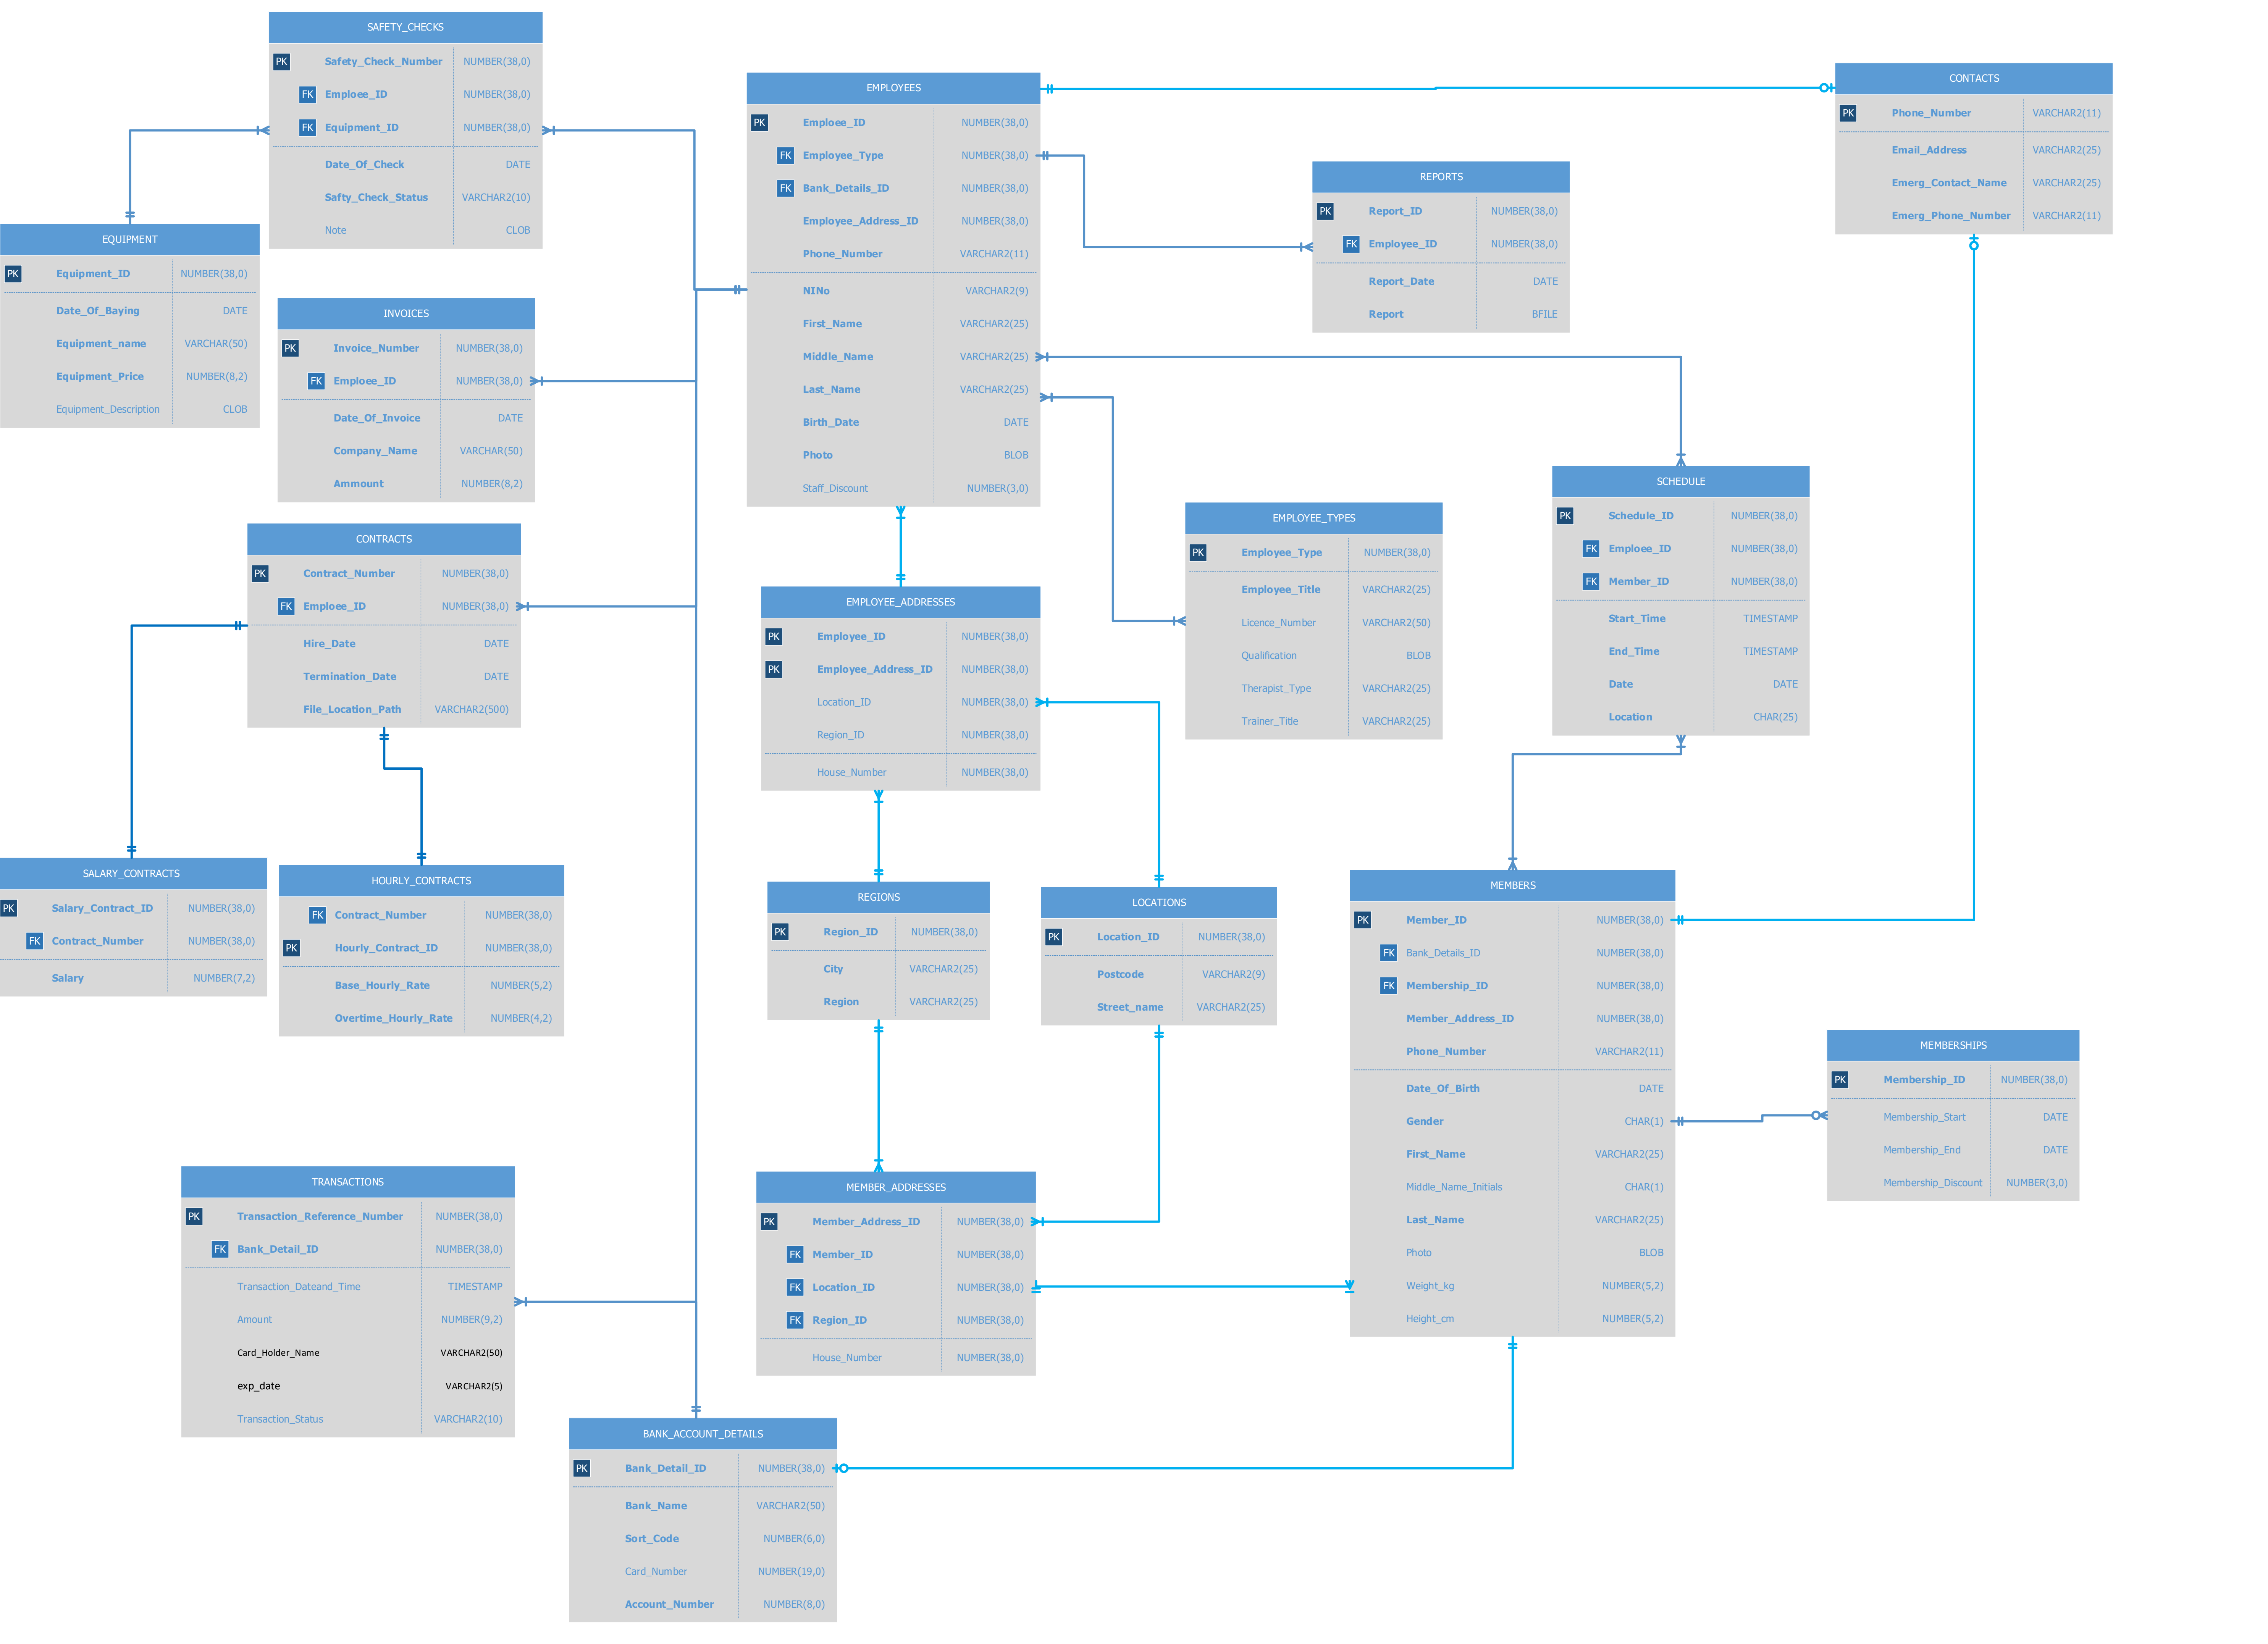 SAFETY_CHECKS
PK Safety_Check_Number NUMBER(38,0)
FK Emploee_ID NUMBER(38,0)
FK Equipment_ID NUMBER(38,0)
Date_Of_Check DATE
Safty_Check_Status VARCHAR2(10)
Note CLOB
EQUIPMENT
PK Equipment_ID NUMBER(38,0)
Date_Of_Baying DATE
Equipment_name VARCHAR(50)
Equipment_Price NUMBER(8,2)
Equipment_Description CLOB
INVOICES
PK Invoice_Number NUMBER(38,0)
FK Emploee_ID NUMBER(38,0)
Date_Of_Invoice DATE
Company_Name VARCHAR(50)
Ammount NUMBER(8,2)
CONTRACTS
PK Contract_Number NUMBER(38,0)
FK Emploee_ID NUMBER(38,0)
Hire_Date DATE
Termination_Date DATE
File_Location_Path VARCHAR2(500)
SALARY_CONTRACTS
PK Salary_Contract_ID NUMBER(38,0)
FK Contract_Number NUMBER(38,0)
Salary NUMBER(7,2)
HOURLY_CONTRACTS
FK Contract_Number NUMBER(38,0)
PK Hourly_Contract_ID NUMBER(38,0)
Base_Hourly_Rate NUMBER(5,2)
Overtime_Hourly_Rate NUMBER(4,2)
TRANSACTIONS
PK Transaction_Reference_Number NUMBER(38,0)
FK Bank_Detail_ID NUMBER(38,0)
Transaction_Dateand_Time TIMESTAMP
Amount NUMBER(9,2)
Card_Holder_Name VARCHAR2(50)
exp_date VARCHAR2(5)
Transaction_Status VARCHAR2(10)
EMPLOYEES
PK Emploee_ID NUMBER(38,0)
FK Employee_Type NUMBER(38,0)
FK Bank_Details_ID NUMBER(38,0)
Employee_Address_ID NUMBER(38,0)
Phone_Number VARCHAR2(11)
NINo VARCHAR2(9)
First_Name VARCHAR2(25)
Middle_Name VARCHAR2(25)
Last_Name VARCHAR2(25)
Birth_Date DATE
Photo BLOB
Staff_Discount NUMBER(3,0)
EMPLOYEE_ADDRESSES
PK Employee_ID NUMBER(38,0)
PK Employee_Address_ID NUMBER(38,0)
Location_ID NUMBER(38,0)
Region_ID NUMBER(38,0)
House_Number NUMBER(38,0)
REGIONS
PK Region_ID NUMBER(38,0)
City VARCHAR2(25)
Region VARCHAR2(25)
LOCATIONS
PK Location_ID NUMBER(38,0)
Postcode VARCHAR2(9)
Street_name VARCHAR2(25)
MEMBER_ADDRESSES
PK Member_Address_ID NUMBER(38,0)
FK Member_ID NUMBER(38,0)
FK Location_ID NUMBER(38,0)
FK Region_ID NUMBER(38,0)
House_Number NUMBER(38,0)
BANK_ACCOUNT_DETAILS
PK Bank_Detail_ID NUMBER(38,0)
Bank_Name VARCHAR2(50)
Sort_Code NUMBER(6,0)
Card_Number NUMBER(19,0)
Account_Number NUMBER(8,0)
CONTACTS
PK Phone_Number VARCHAR2(11)
Email_Address VARCHAR2(25)
Emerg_Contact_Name VARCHAR2(25)
Emerg_Phone_Number VARCHAR2(11)
REPORTS
PK Report_ID NUMBER(38,0)
FK Employee_ID NUMBER(38,0)
Report_Date DATE
Report BFILE
EMPLOYEE_TYPES
PK Employee_Type NUMBER(38,0)
Employee_Title VARCHAR2(25)
Licence_Number VARCHAR2(50)
Qualification BLOB
Therapist_Type VARCHAR2(25)
Trainer_Title VARCHAR2(25)
SCHEDULE
PK Schedule_ID NUMBER(38,0)
FK Emploee_ID NUMBER(38,0)
FK Member_ID NUMBER(38,0)
Start_Time TIMESTAMP
End_Time TIMESTAMP
Date DATE
Location CHAR(25)
MEMBERS
PK Member_ID NUMBER(38,0)
FK Bank_Details_ID NUMBER(38,0)
FK Membership_ID NUMBER(38,0)
Member_Address_ID NUMBER(38,0)
Phone_Number VARCHAR2(11)
Date_Of_Birth DATE
Gender CHAR(1)
First_Name VARCHAR2(25)
Middle_Name_Initials CHAR(1)
Last_Name VARCHAR2(25)
Photo BLOB
Weight_kg NUMBER(5,2)
Height_cm NUMBER(5,2)
MEMBERSHIPS
PK Membership_ID NUMBER(38,0)
Membership_Start DATE
Membership_End DATE
Membership_Discount NUMBER(3,0)